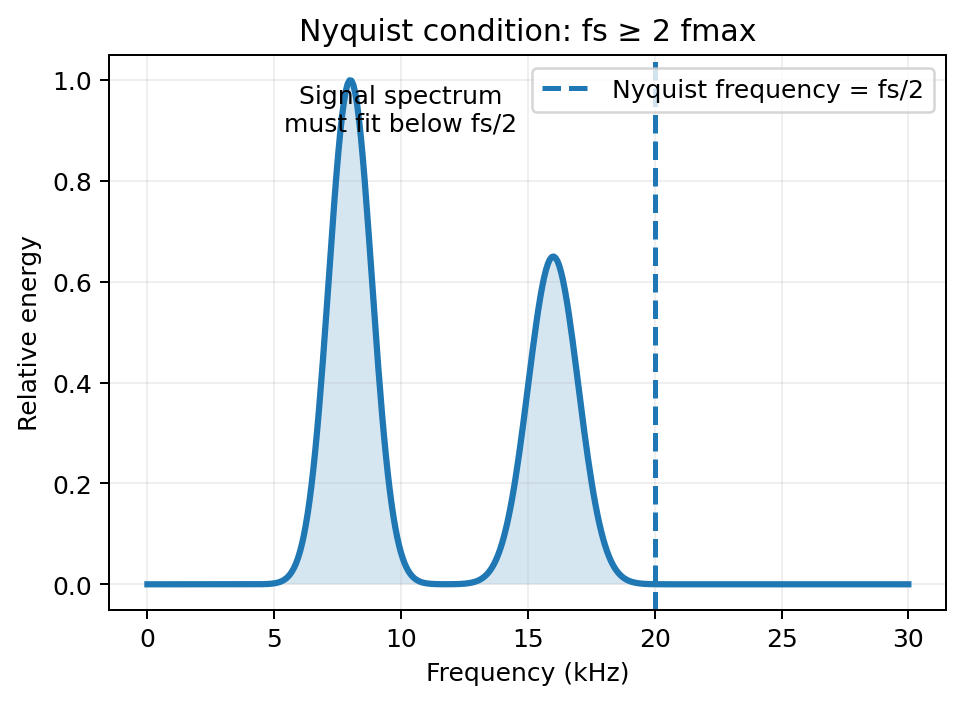 Nyquist condition: fs ≥ 2 fmax
Signal spectrum
must fit below fs/2
Nyquist frequency = fs/2
1.0
0.8
0.6
0.4
0.2
0.0
Relative energy
0 5 10 15 20 25 30
Frequency (kHz)